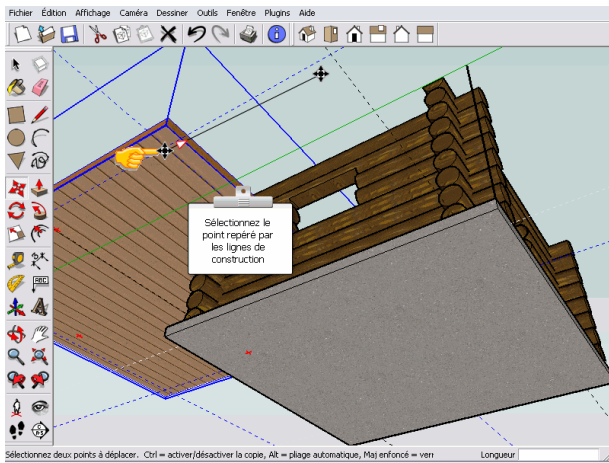 Fichier Édition Affichage Caméra Dessiner Outils Fenêtre Plugins Aide
ABC
Sélectionnez le
point repéré par
les lignes de
construction
Sélectionnez deux points à déplacer. Ctrl = activer/désactiver la copie, Alt = pliage automatique, Maj enfoncé = verr
Longueur